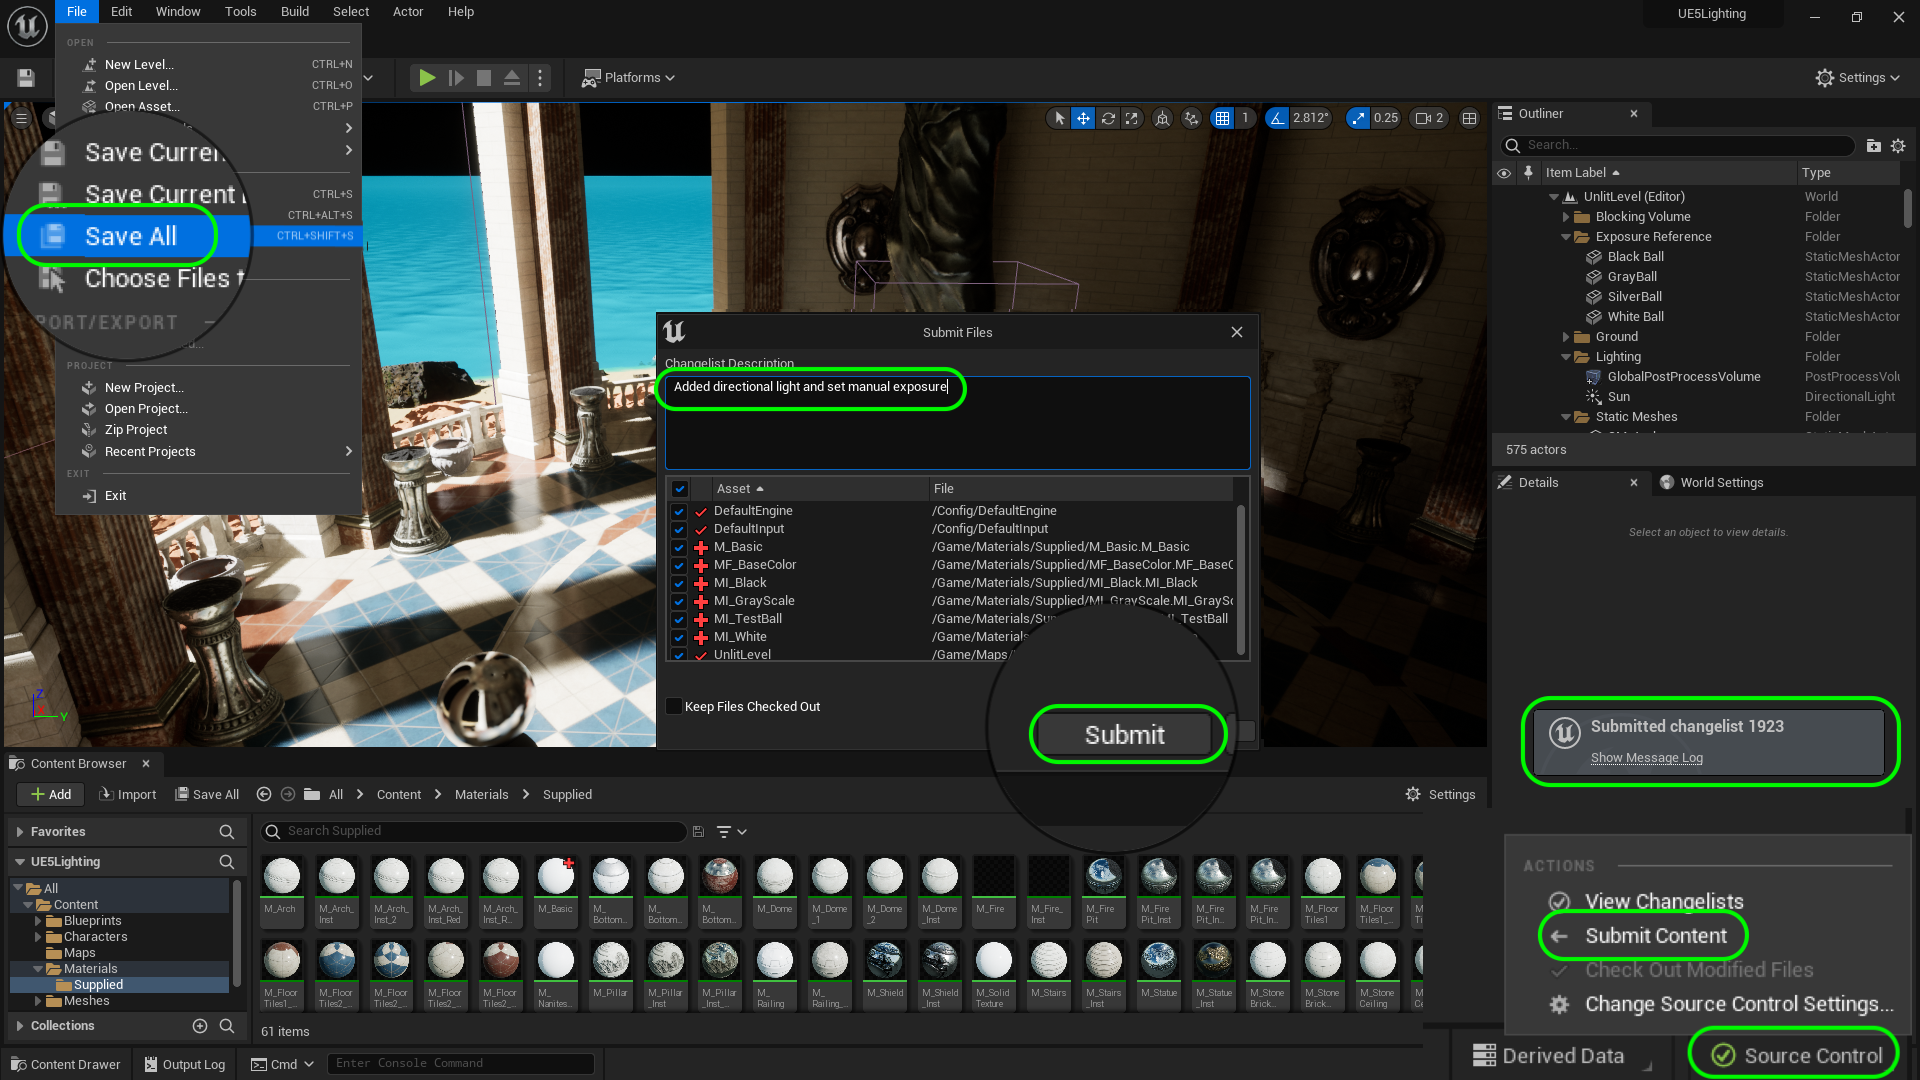 File Edit Window Tools Build Select Actor Help
UE5Lighting
OPEN
New Level... CTRL+N
Open Level... CTRL+O
Open Asset... CTRL+P
Save Curren
Save Current CTRL+S
CTRL+ALT+S
Save All CTRL+SHIFT+S
Choose Files t
PORT/EXPORT
PROJECT
New Project...
Open Project...
Zip Project
Recent Projects
EXIT
Exit
Platforms
Settings
1 2.812° 0.25 2
Outliner
Search...
Item Label Type
UnlitLevel (Editor) World
Blocking Volume Folder
Exposure Reference Folder
Black Ball StaticMeshActor
GrayBall StaticMeshActor
SilverBall StaticMeshActor
White Ball StaticMeshActor
Ground Folder
Lighting Folder
GlobalPostProcessVolume PostProcessVolu
Sun DirectionalLight
Static Meshes Folder
575 actors
Details World Settings
Select an object to view details.
Submit Files
Changelist Description
Added directional light and set manual exposure
Asset File
DefaultEngine /Config/DefaultEngine
DefaultInput /Config/DefaultInput
M_Basic /Game/Materials/Supplied/M_Basic.M_Basic
MF_BaseColor /Game/Materials/Supplied/MF_BaseColor.MF_BaseC
MI_Black /Game/Materials/Supplied/MI_Black.MI_Black
MI_GrayScale /Game/Materials/Supplied/MI_GrayScale.MI_GraySc
MI_TestBall /Game/Materials/Sup _TestBall
MI_White /Game/Materials
UnlitLevel /Game/Maps/
Keep Files Checked Out
Submit
Z
X
Y
Submitted changelist 1923
Show Message Log
ACTIONS
View Changelists
Submit Content
Check Out Modified Files
Change Source Control Settings...
Derived Data Source Control
Content Browser
Add Import Save All All Content Materials Supplied Settings
Favorites
UE5Lighting
All
Content
Blueprints
Characters
Maps
Materials
Supplied
Meshes
Collections
Search Supplied
M_Arch M_Arch_Inst M_Arch_Inst_2 M_Arch_Inst_Red M_Arch_Inst_R... M_Basic M_Bottom... M_Bottom... M_Bottom... M_Dome M_Dome_1 M_Dome_2 M_Dome_Inst M_Fire M_Fire_Inst M_Fire Pit M_Fire Pit_Inst M_Fire Pit_In... M_Fire Pit_In... M_Floor Tiles1 M_Floor Tiles1_...
M_Floor Tiles1_... M_Floor Tiles2_... M_Floor Tiles2_... M_Floor Tiles2_... M_Floor Tiles2_... M_Nanites... M_Pillar M_Pillar_Inst M_Pillar_Inst_... M_Railing M_Railing_... M_Shield M_Shield_Inst M_Solid Texture M_Stairs M_Stairs_Inst M_Statue M_Statue_Inst M_Stone Brick... M_Stone Brick... M_Stone Ceiling
61 items
Content Drawer Output Log Cmd Enter Console Command